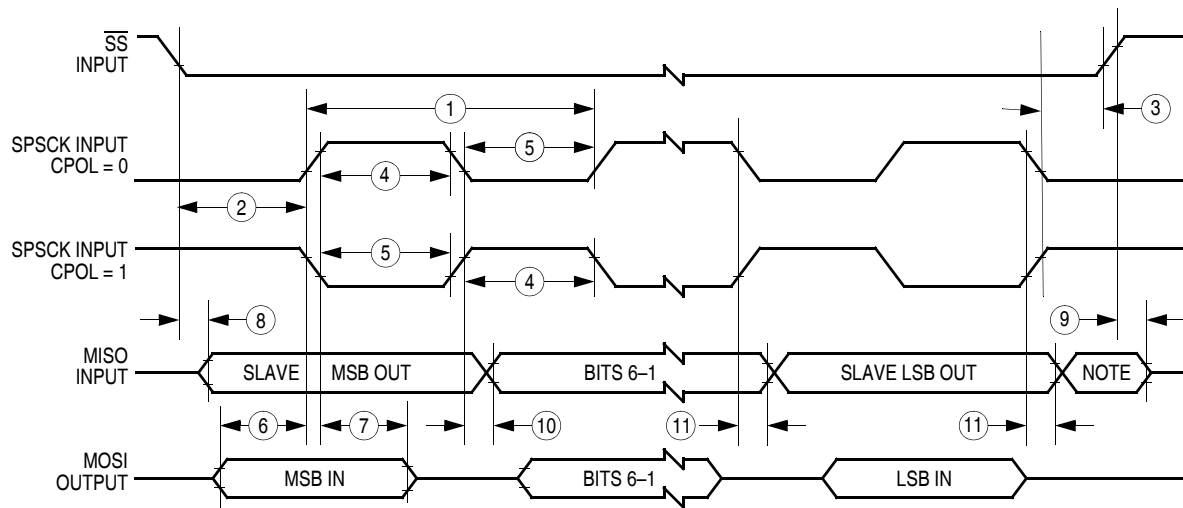 SS
INPUT
1
3
SPSCK INPUT
CPOL = 0
5
4
2
SPSCK INPUT
CPOL = 1
5
4
8
9
MISO
INPUT
SLAVE MSB OUT
BITS 6–1
SLAVE LSB OUT
NOTE
6
7
10
11
11
MOSI
OUTPUT
MSB IN
BITS 6–1
LSB IN